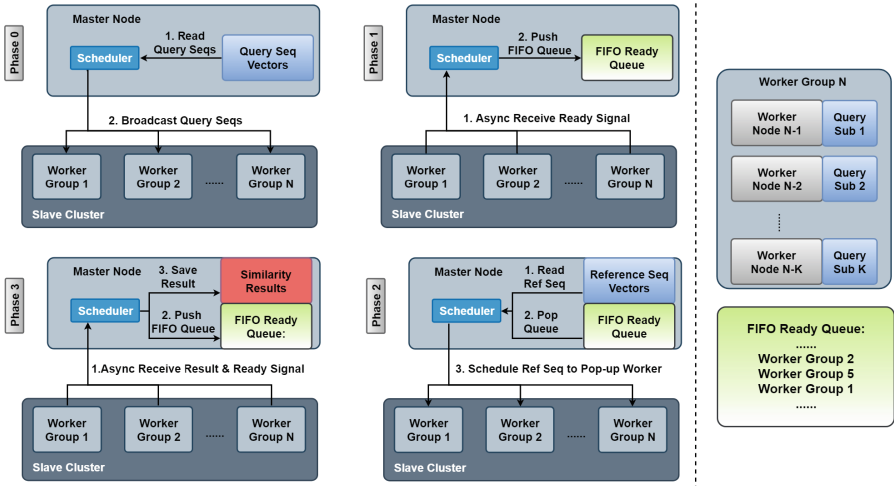 Phase 0
Master Node
1. Read
Query Seqs
Scheduler
Query Seq
Vectors
2. Broadcast Query Seqs
Worker
Group 1
Worker
Group 2
......
Worker
Group N
Slave Cluster
Phase 1
Master Node
2. Push
FIFO Queue
Scheduler
FIFO Ready
Queue
1. Async Receive Ready Signal
Worker
Group 1
Worker
Group 2
......
Worker
Group N
Slave Cluster
Phase 3
Master Node
3. Save
Result
Similarity
Results
Scheduler
2. Push
FIFO Queue
FIFO Ready
Queue:
1.Async Receive Result & Ready Signal
Worker
Group 1
Worker
Group 2
......
Worker
Group N
Slave Cluster
Phase 2
Master Node
1. Read
Ref Seq
Reference Seq
Vectors
Scheduler
2. Pop
Queue
FIFO Ready
Queue
3. Schedule Ref Seq to Pop-up Worker
Worker
Group 1
Worker
Group 2
......
Worker
Group N
Slave Cluster
Worker Group N
Worker
Node N-1
Query
Sub 1
Worker
Node N-2
Query
Sub 2
......
Worker
Node N-K
Query
Sub K
FIFO Ready Queue:
......
Worker Group 2
Worker Group 5
Worker Group 1
......